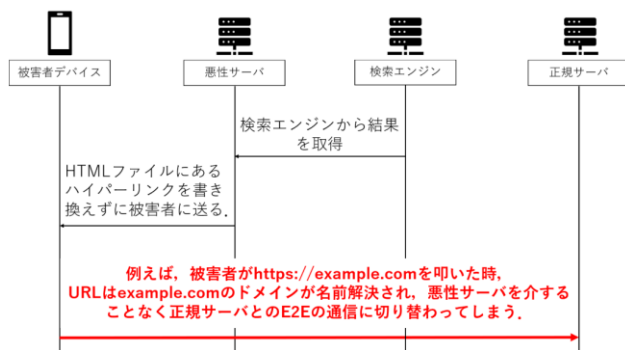 被害者デバイス
悪性サーバ
検索エンジン
正規サーバ
検索エンジンから結果
を取得
HTMLファイルにある
ハイパーリンクを書き
換えずに被害者に送る.
例えば,被害者がhttps://example.comを叩いた時,
URLはexample.comのドメインが名前解決され,悪性サーバを介する
ことなく正規サーバとのE2Eの通信に切り替わってしまう.